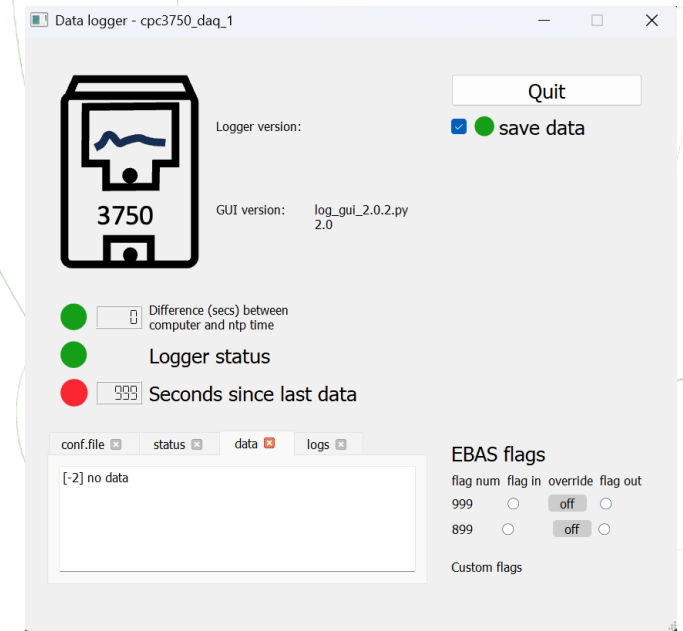 Data logger - cpc3750_daq_1
Quit
save data
Logger version:
3750
GUI version: log_gui_2.0.2.py
2.0
0 Difference (secs) between
computer and ntp time
Logger status
999 Seconds since last data
conf.file status data logs
[-2] no data
EBAS flags
flag num flag in override flag out
999 off
899 off
Custom flags